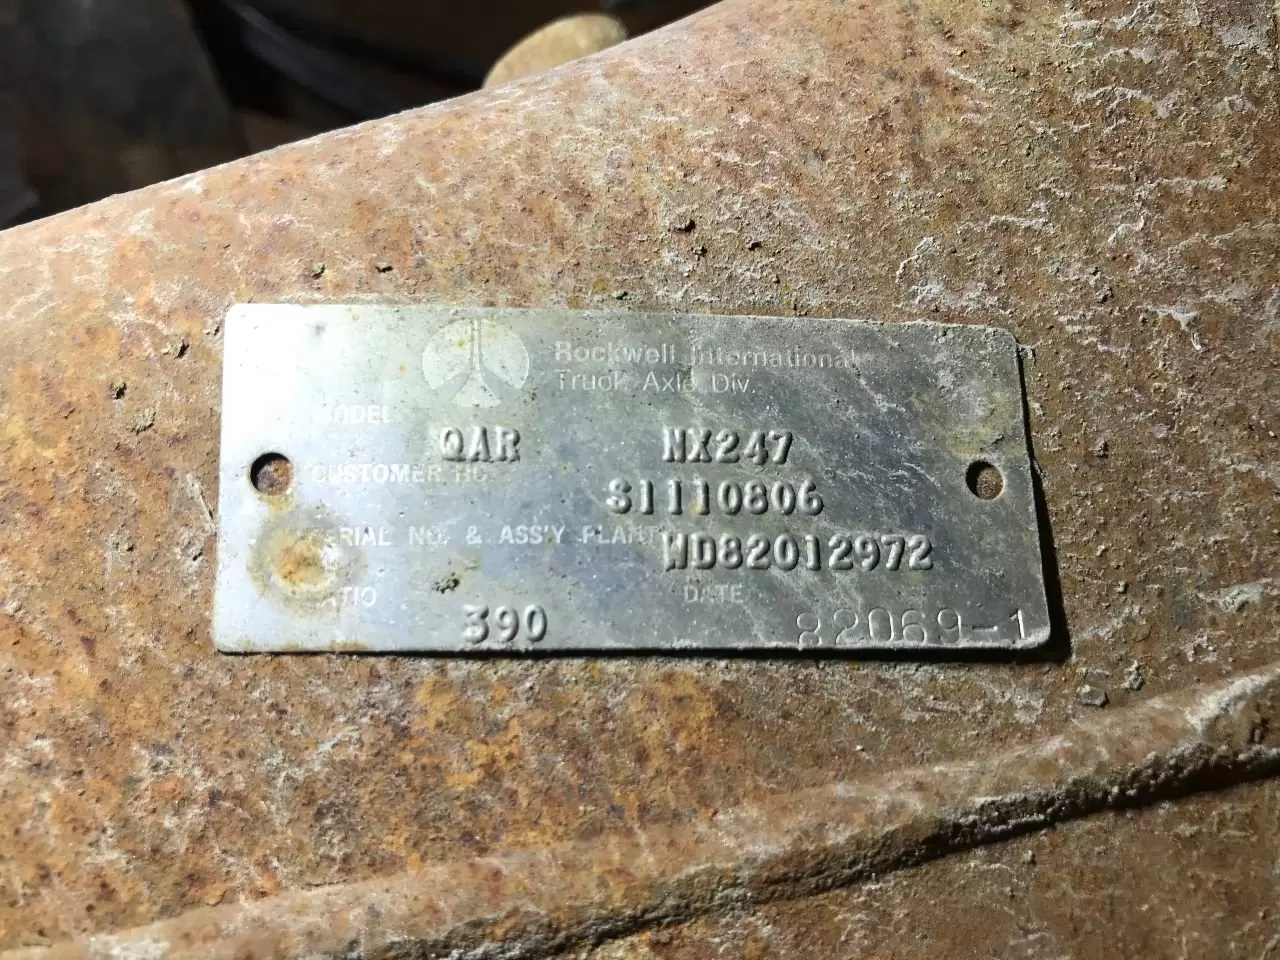 Rockwell International
Truck Axle Div.
MODEL
QAR NX247
CUSTOMER NO.
S1110806
SERIAL NO. & ASS'Y PLANT WD82012972
RATIO DATE
390 82069-1